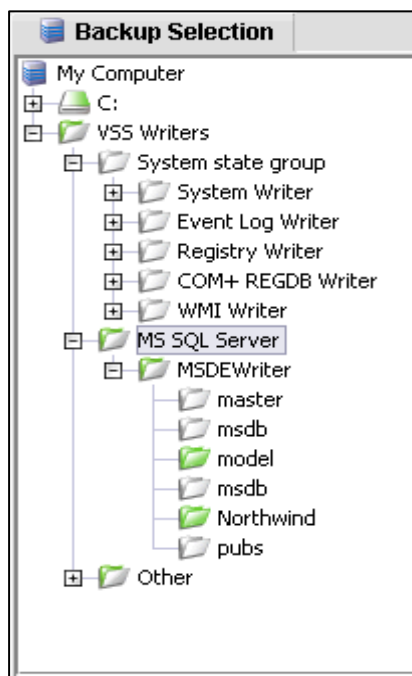 Backup Selection
My Computer
C:
VSS Writers
System state group
System Writer
Event Log Writer
Registry Writer
COM+ REGDB Writer
WMI Writer
MS SQL Server
MSDEWriter
master
msdb
model
msdb
Northwind
pubs
Other